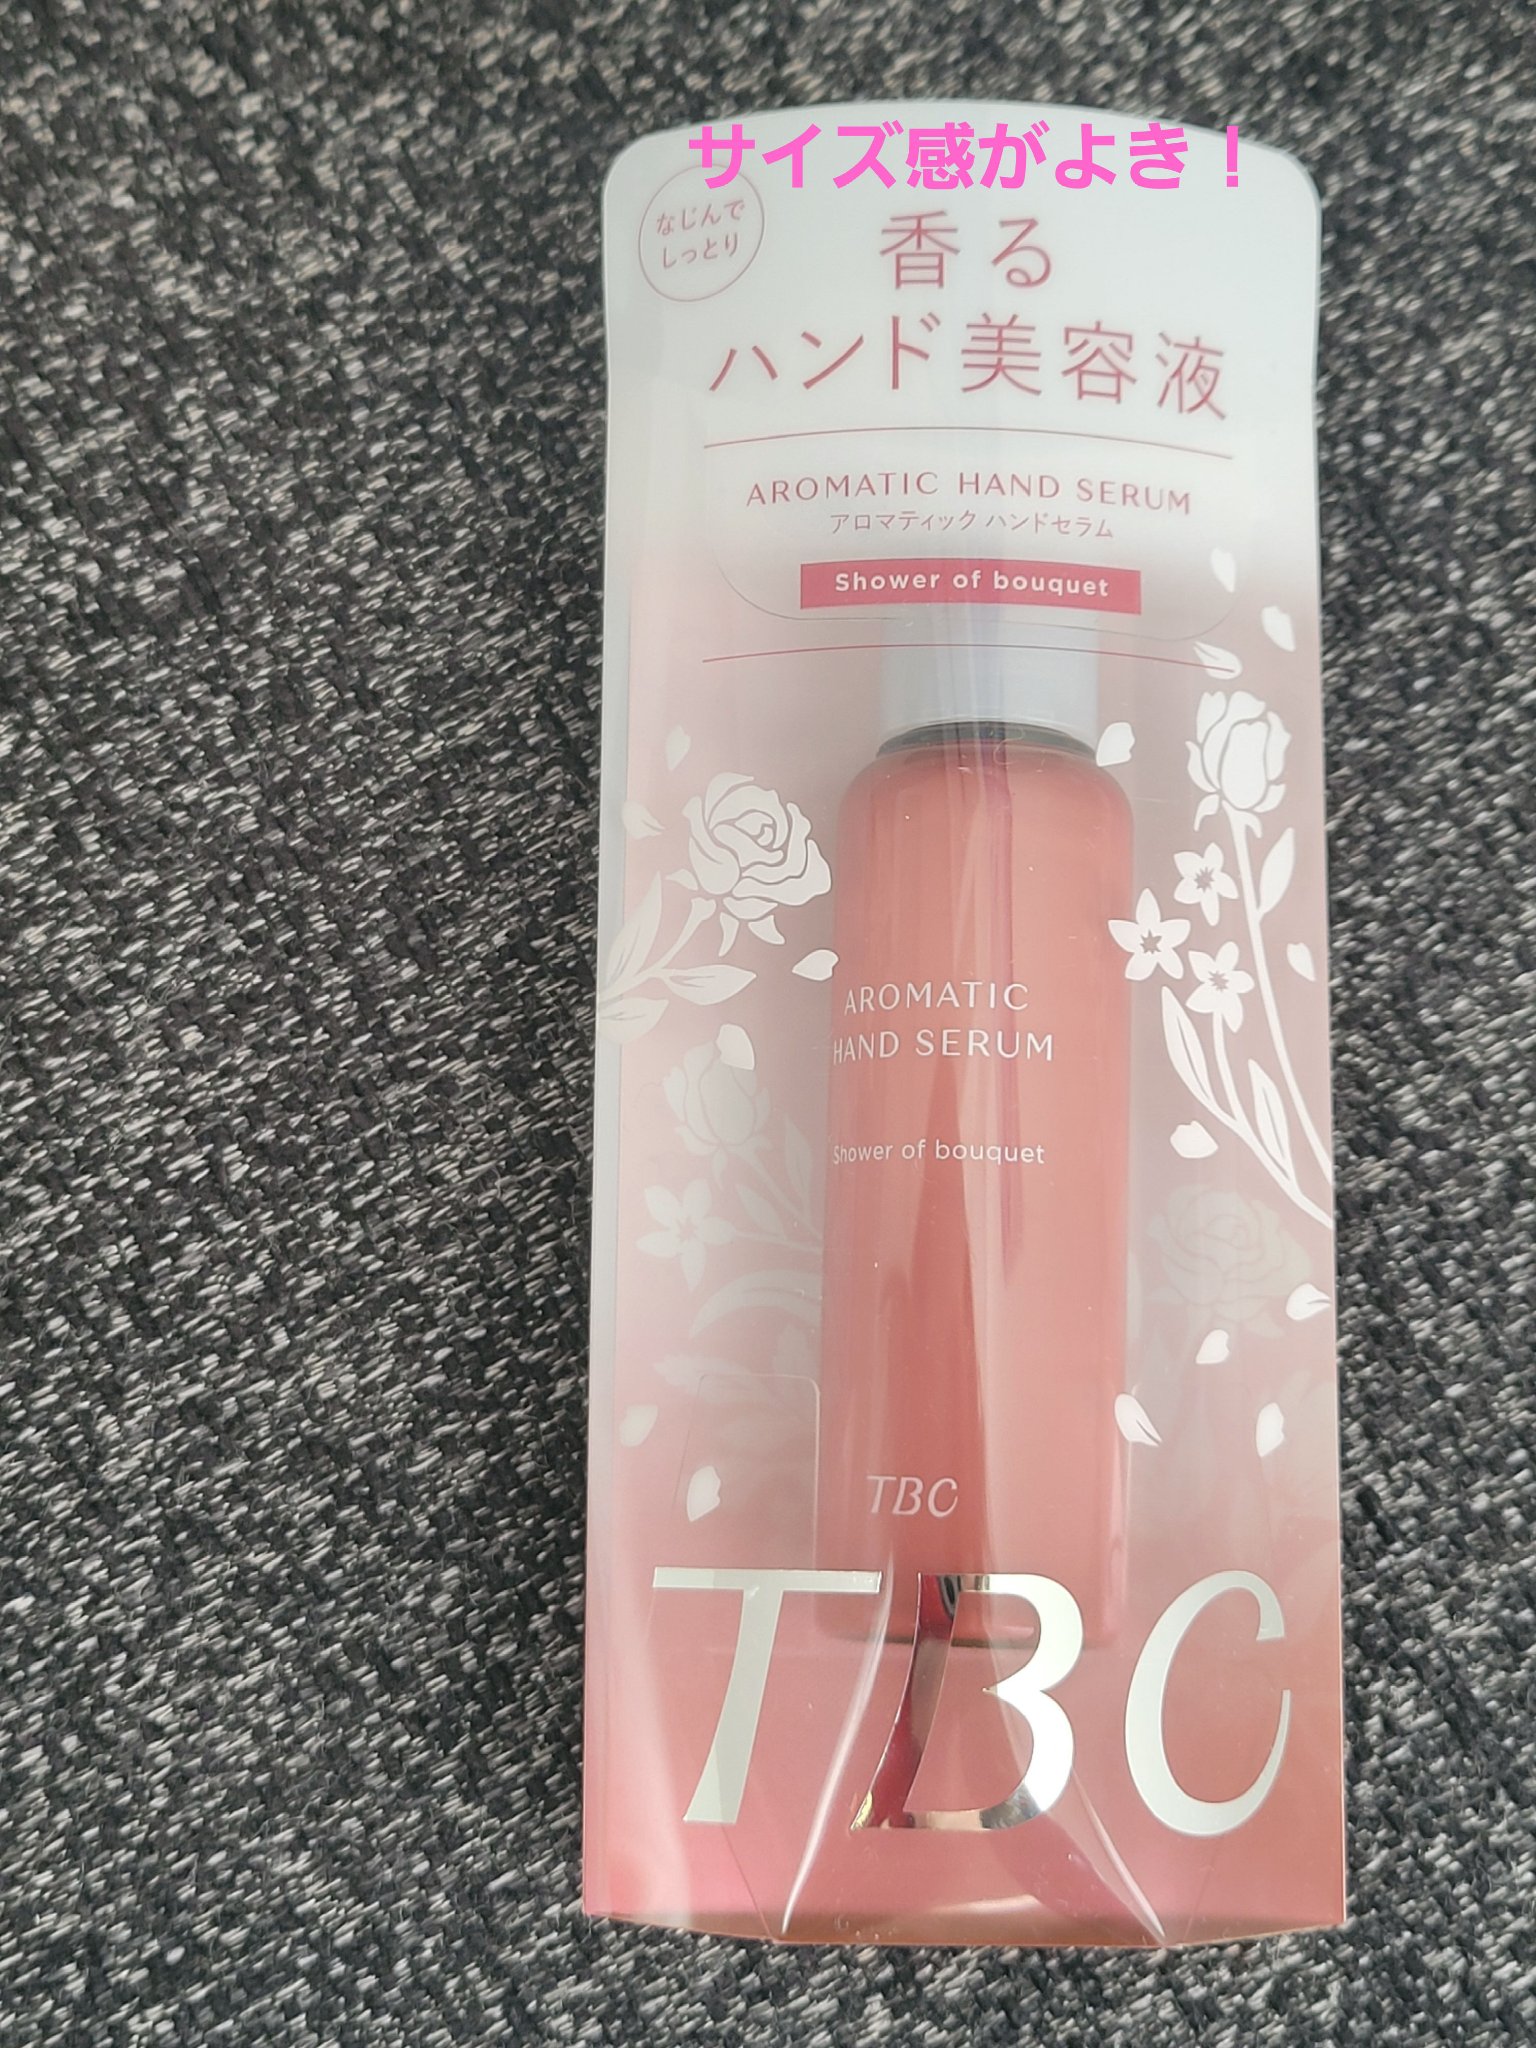 サイズ感がよき！
なじんで
しっとり
香る
ハンド美容液
AROMATIC HAND SERUM
アロマティック ハンドセラム
Shower of bouquet
AROMATIC
HAND SERUM
Shower of bouquet
TBC
TBC